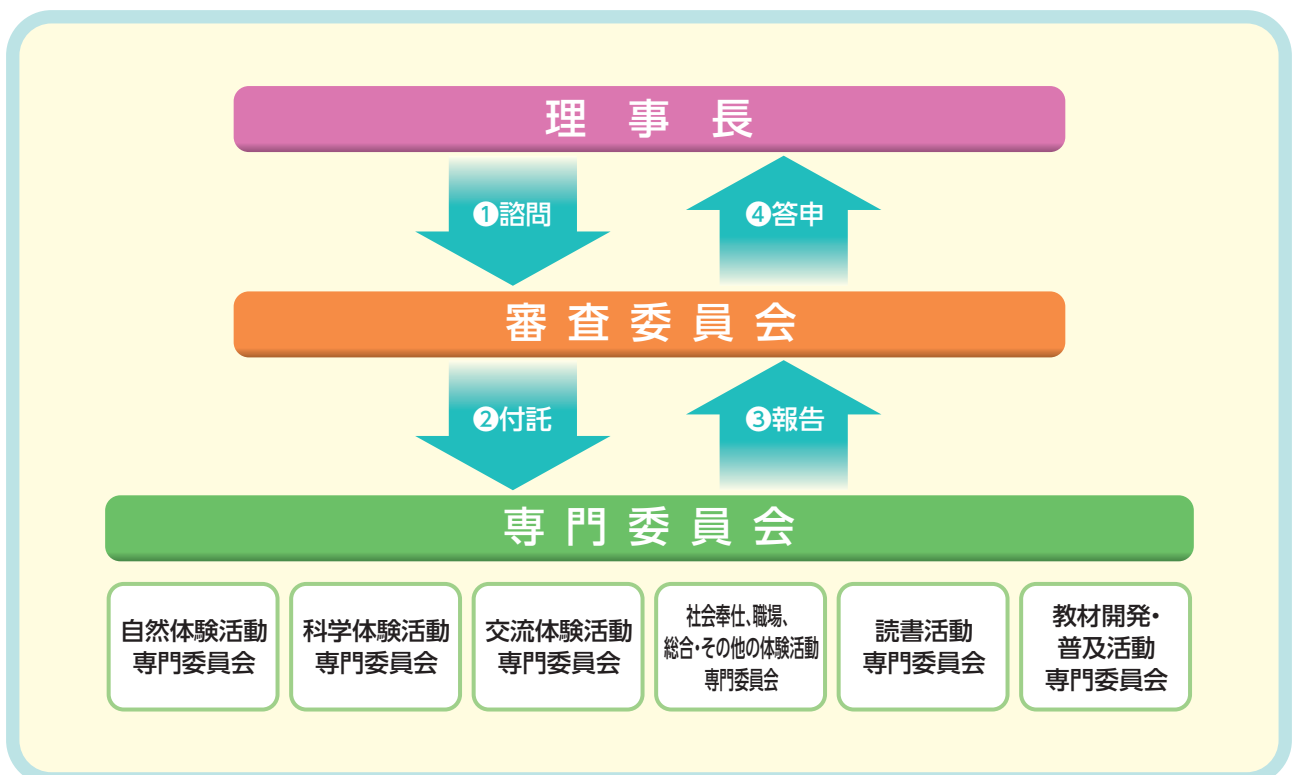 理事長
❶諮問
❹答申
審査委員会
❷付託
❸報告
専門委員会
自然体験活動
専門委員会
科学体験活動
専門委員会
交流体験活動
専門委員会
社会奉仕、職場、
総合・その他の体験活動
専門委員会
読書活動
専門委員会
教材開発・
普及活動
専門委員会